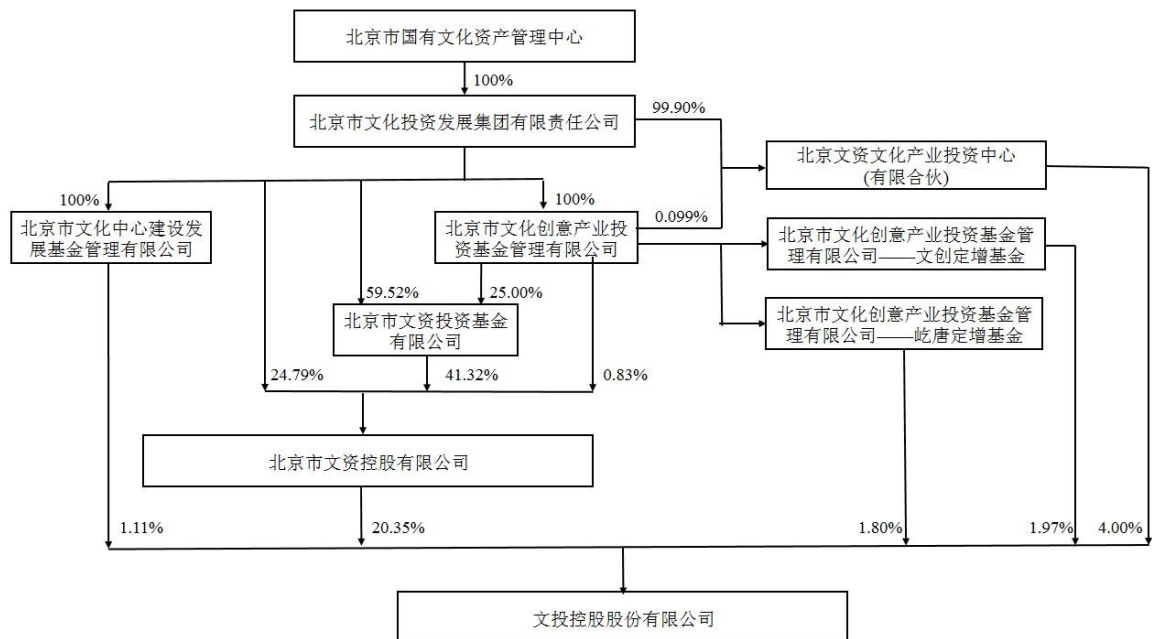 北京市国有文化资产管理中心
100%
北京市文化投资发展集团有限责任公司
99.90%
北京文资文化产业投资中心
(有限合伙)
100%
100%
北京市文化中心建设发
展基金管理有限公司
北京市文化创意产业投
资基金管理有限公司
0.099%
北京市文化创意产业投资基金管
理有限公司——文创定增基金
59.52%
25.00%
北京市文资投资基金
有限公司
北京市文化创意产业投资基金管
理有限公司——屹唐定增基金
24.79%
41.32%
0.83%
北京市文资控股有限公司
1.11%
20.35%
1.80%
1.97%
4.00%
文投控股股份有限公司